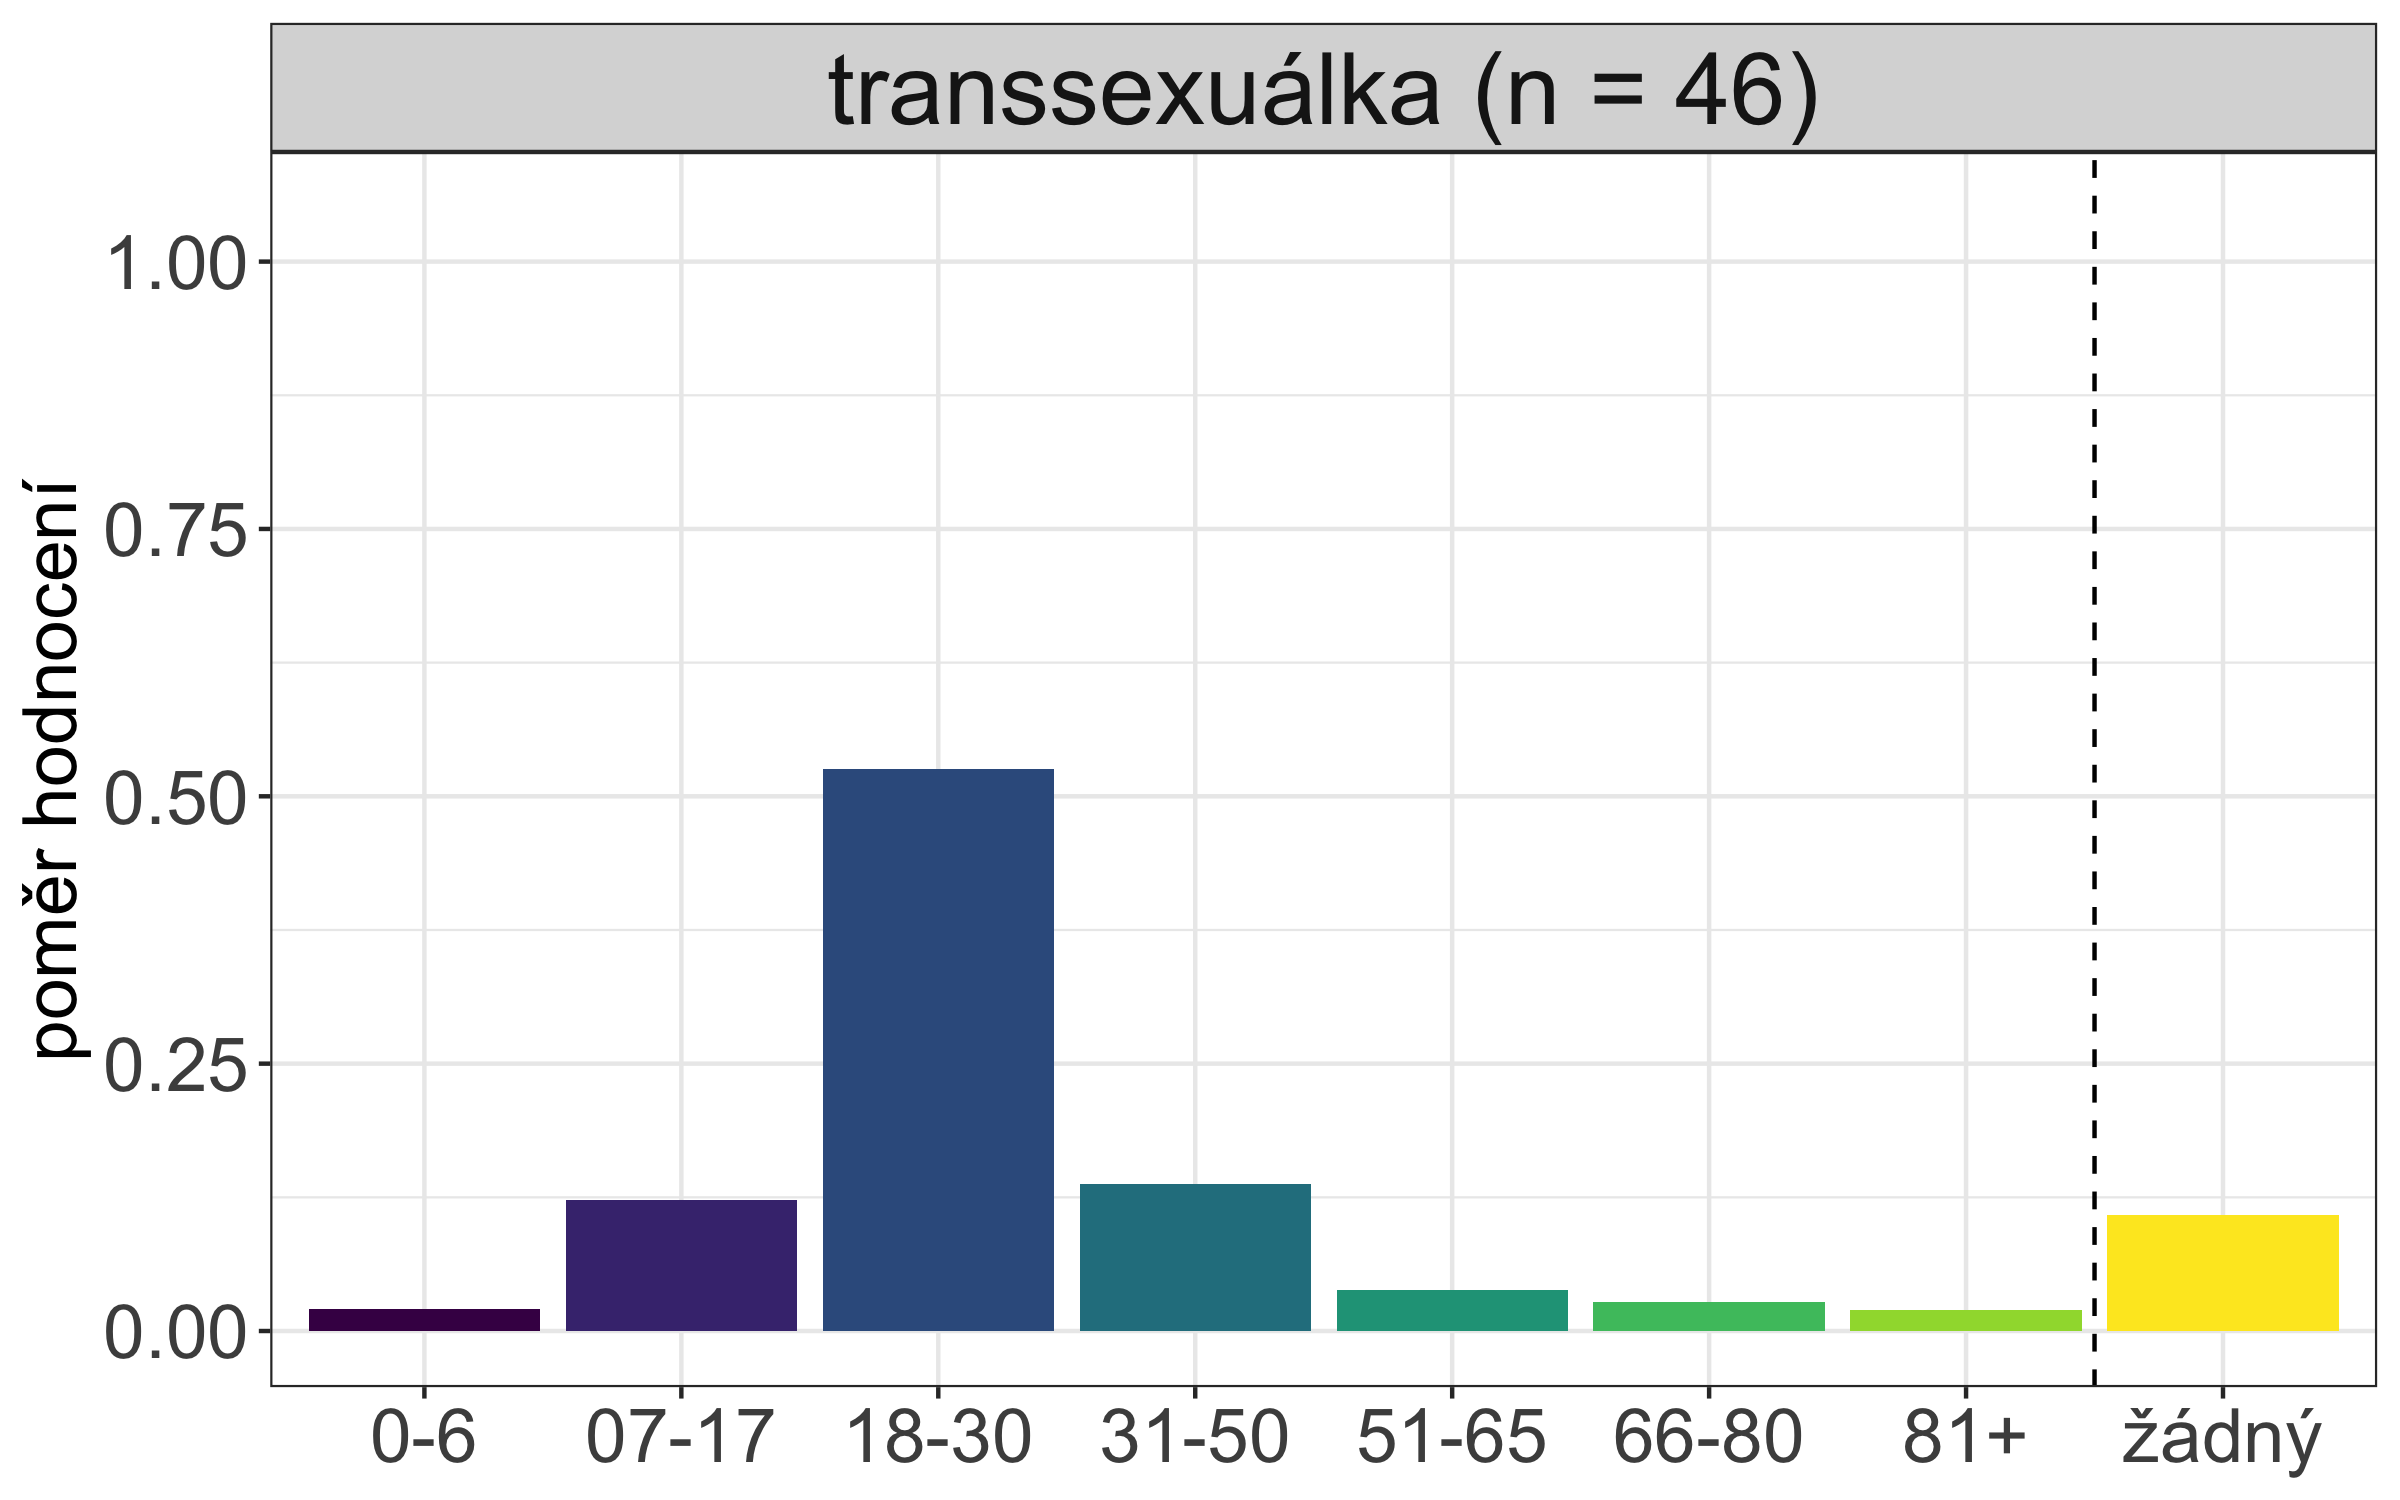 transsexuálka (n = 46)
poměr hodnocení
1.00
0.75
0.50
0.25
0.00
0-6 07-17 18-30 31-50 51-65 66-80 81+ žádný